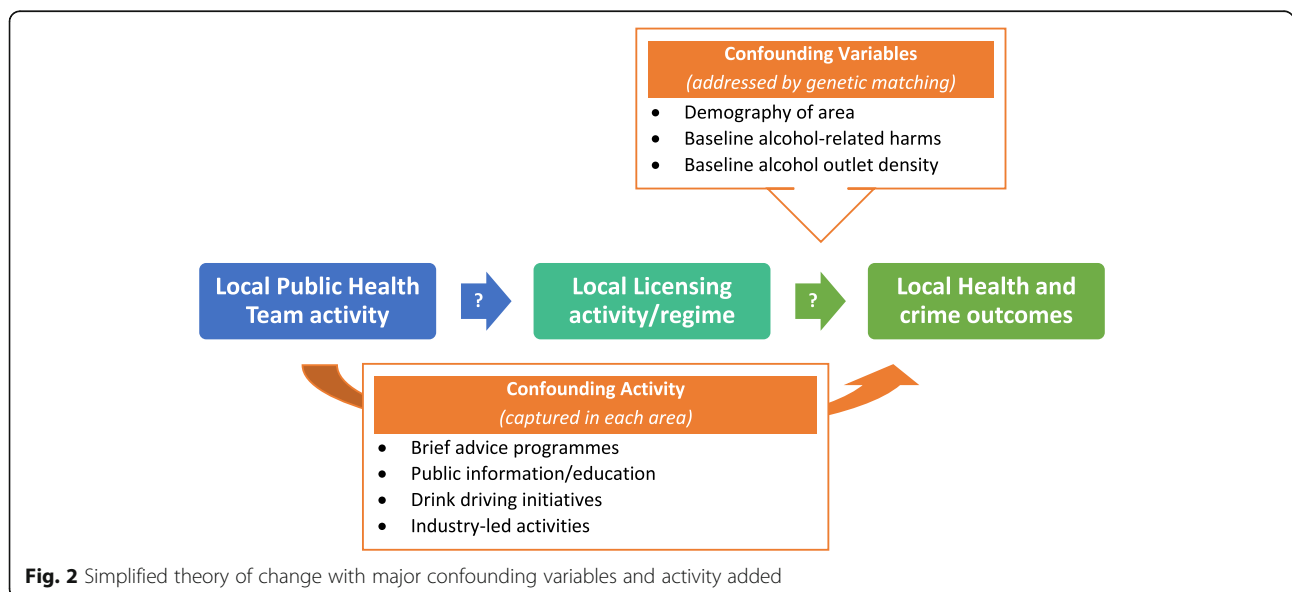 Confounding Variables
(addressed by genetic matching)
• Demography of area
• Baseline alcohol-related harms
• Baseline alcohol outlet density
Local Public Health
Team activity
?
Local Licensing
activity/regime
?
Local Health and
crime outcomes
Confounding Activity
(captured in each area)
• Brief advice programmes
• Public information/education
• Drink driving initiatives
• Industry-led activities
Fig. 2 Simplified theory of change with major confounding variables and activity added